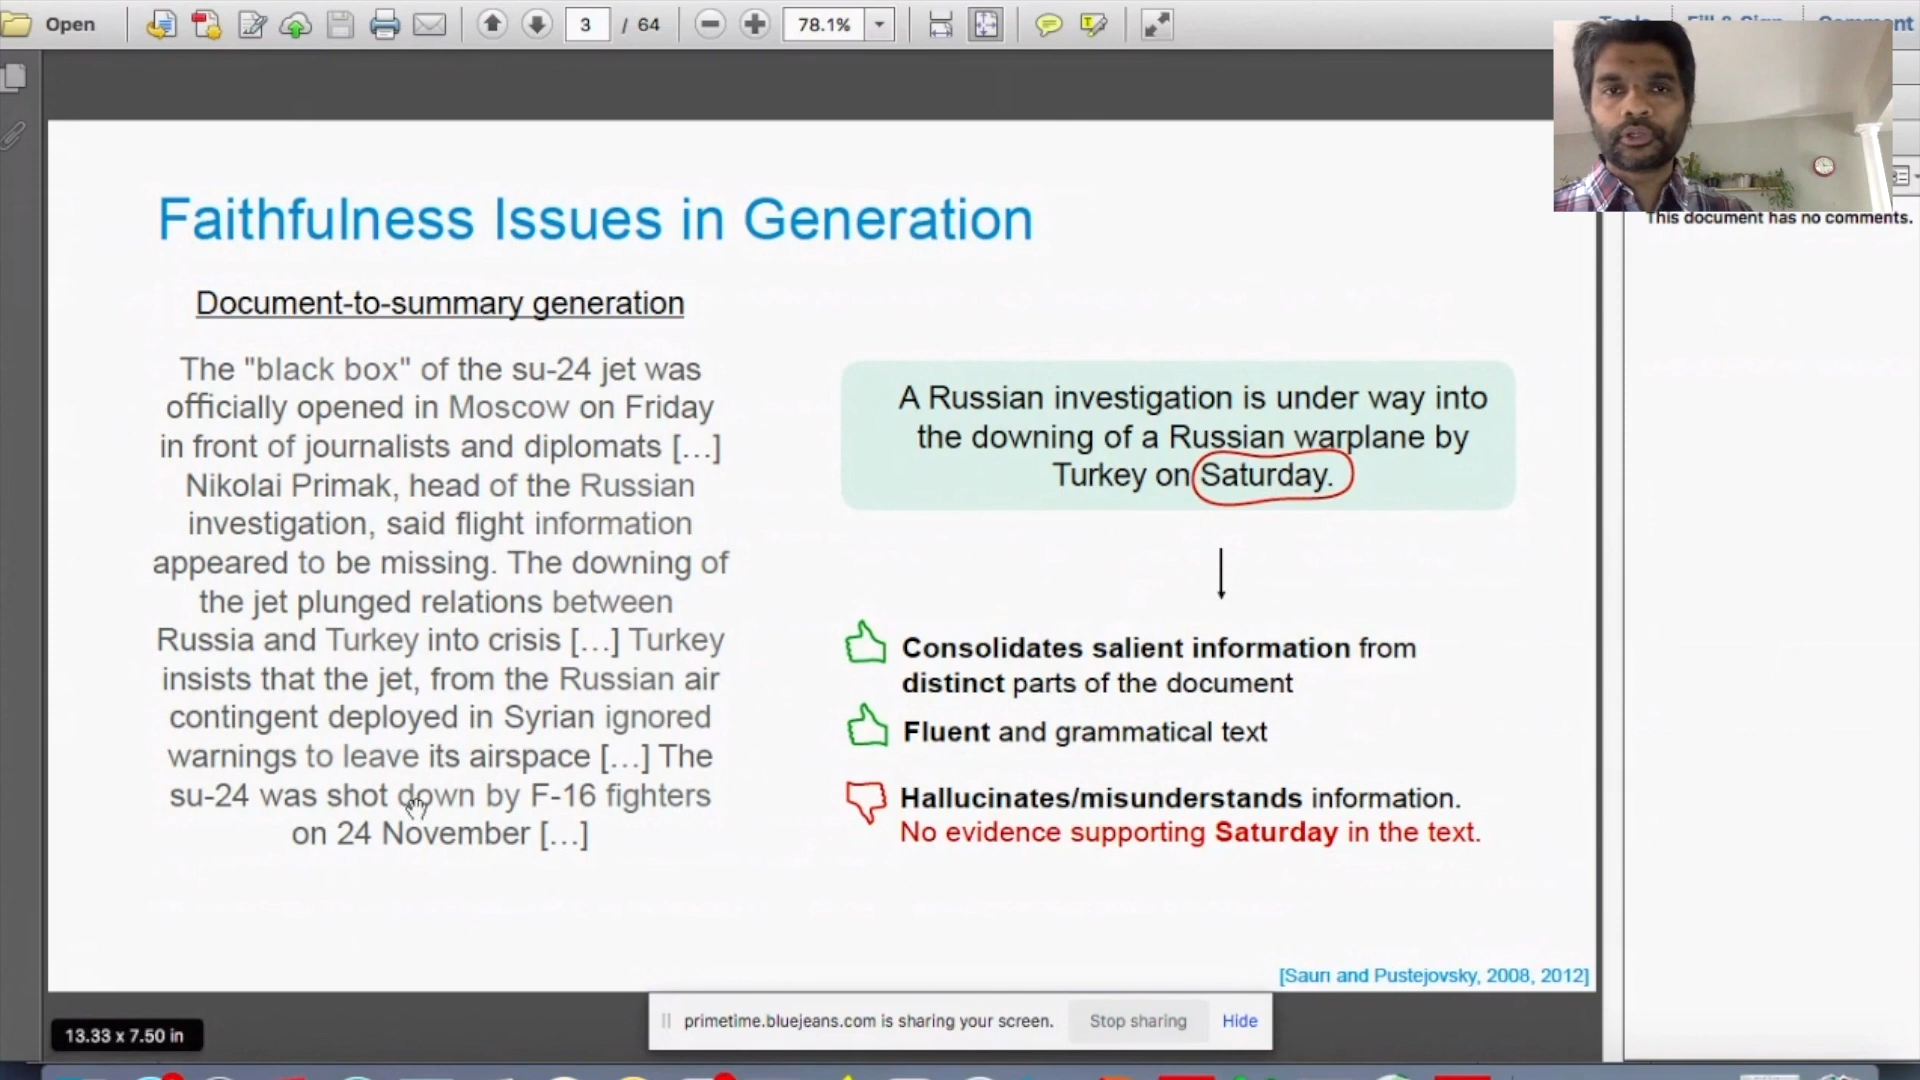 Open
3 / 64
78.1%
Comment
This document has no comments.
Faithfulness Issues in Generation
Document-to-summary generation
The "black box" of the su-24 jet was
officially opened in Moscow on Friday
in front of journalists and diplomats […]
Nikolai Primak, head of the Russian
investigation, said flight information
appeared to be missing. The downing of
the jet plunged relations between
Russia and Turkey into crisis […] Turkey
insists that the jet, from the Russian air
contingent deployed in Syrian ignored
warnings to leave its airspace […] The
su-24 was shot down by F-16 fighters
on 24 November […]
A Russian investigation is under way into
the downing of a Russian warplane by
Turkey on Saturday.
Consolidates salient information from
distinct parts of the document
Fluent and grammatical text
Hallucinates/misunderstands information.
No evidence supporting Saturday in the text.
[Saurı and Pustejovsky, 2008, 2012]
primetime.bluejeans.com is sharing your screen.
Stop sharing
Hide
13.33 x 7.50 in